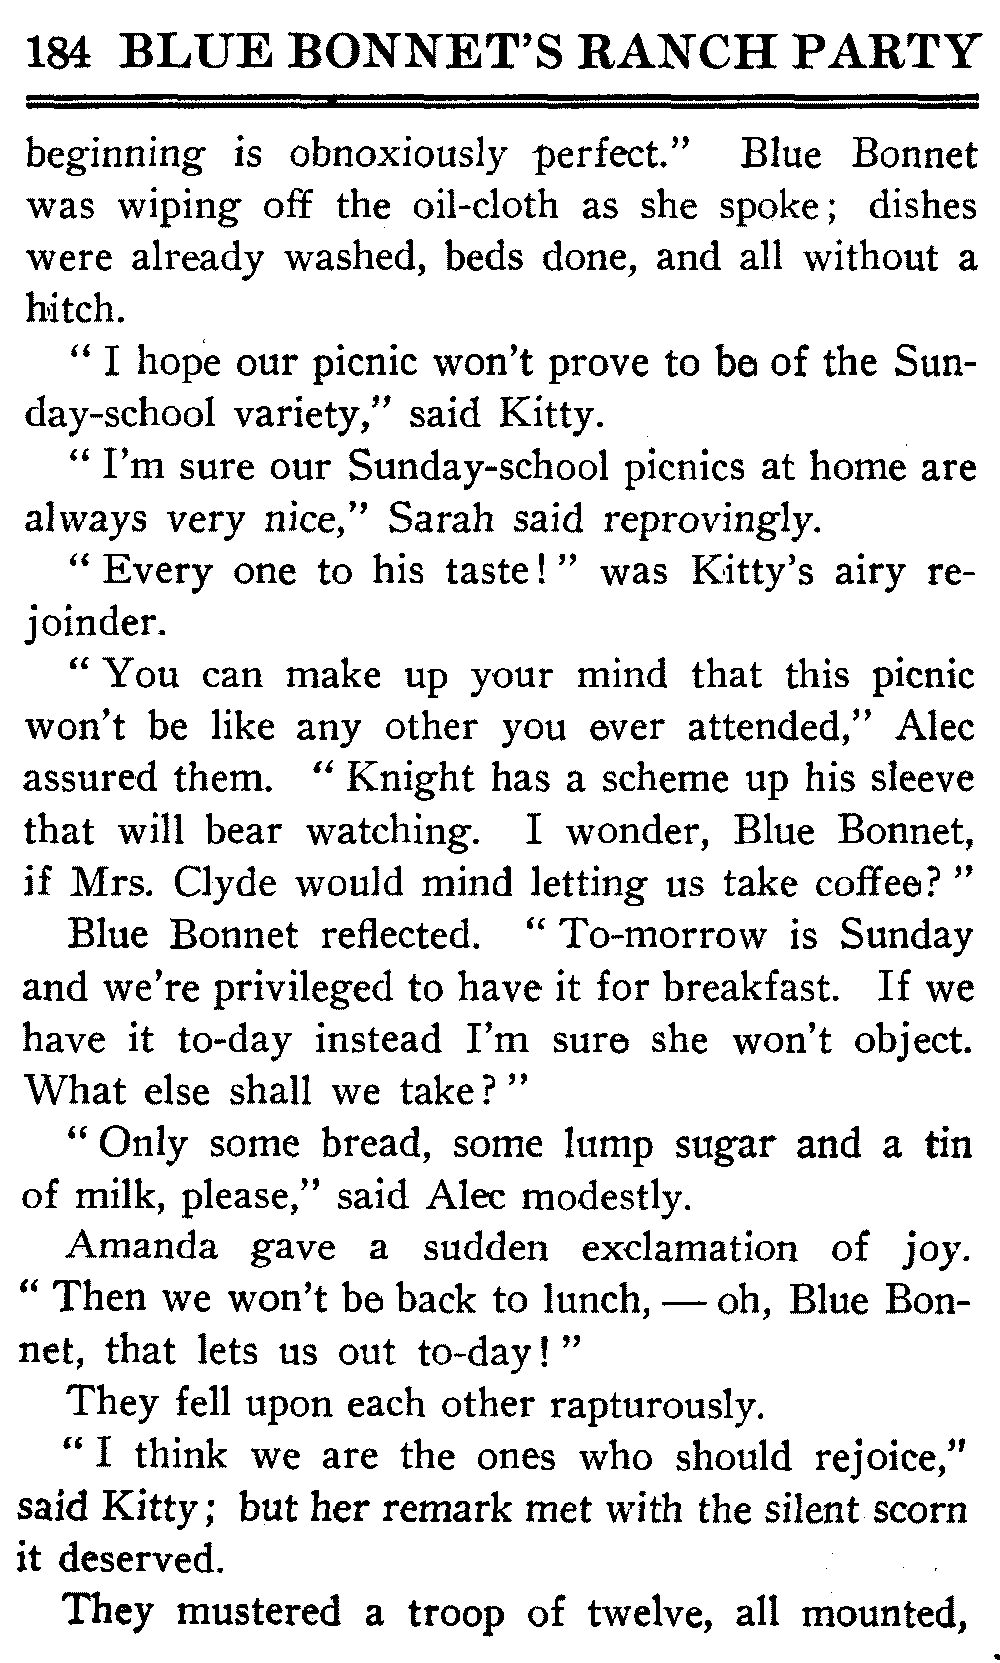 184 BLUE BONNET'S RANCH PARTY
beginning is obnoxiously perfect.” Blue Bonnet
was wiping off the oil-cloth as she spoke; dishes
were already washed, beds done, and all without a
hitch.
“ I hope our picnic won't prove to be of the Sun-
day-school variety,” said Kitty.
“ I'm sure our Sunday-school picnics at home are
always very nice,” Sarah said reprovingly.
“ Every one to his taste! ” was Kitty's airy re-
joinder.
“ You can make up your mind that this picnic
won't be like any other you ever attended,” Alec
assured them. “ Knight has a scheme up his sleeve
that will bear watching. I wonder, Blue Bonnet,
if Mrs. Clyde would mind letting us take coffee? ”
Blue Bonnet reflected. “ To-morrow is Sunday
and we're privileged to have it for breakfast. If we
have it to-day instead I'm sure she won't object.
What else shall we take? ”
“ Only some bread, some lump sugar and a tin
of milk, please,” said Alec modestly.
Amanda gave a sudden exclamation of joy.
“ Then we won't be back to lunch, — oh, Blue Bon-
net, that lets us out to-day! ”
They fell upon each other rapturously.
“ I think we are the ones who should rejoice,”
said Kitty; but her remark met with the silent scorn
it deserved.
They mustered a troop of twelve, all mounted,